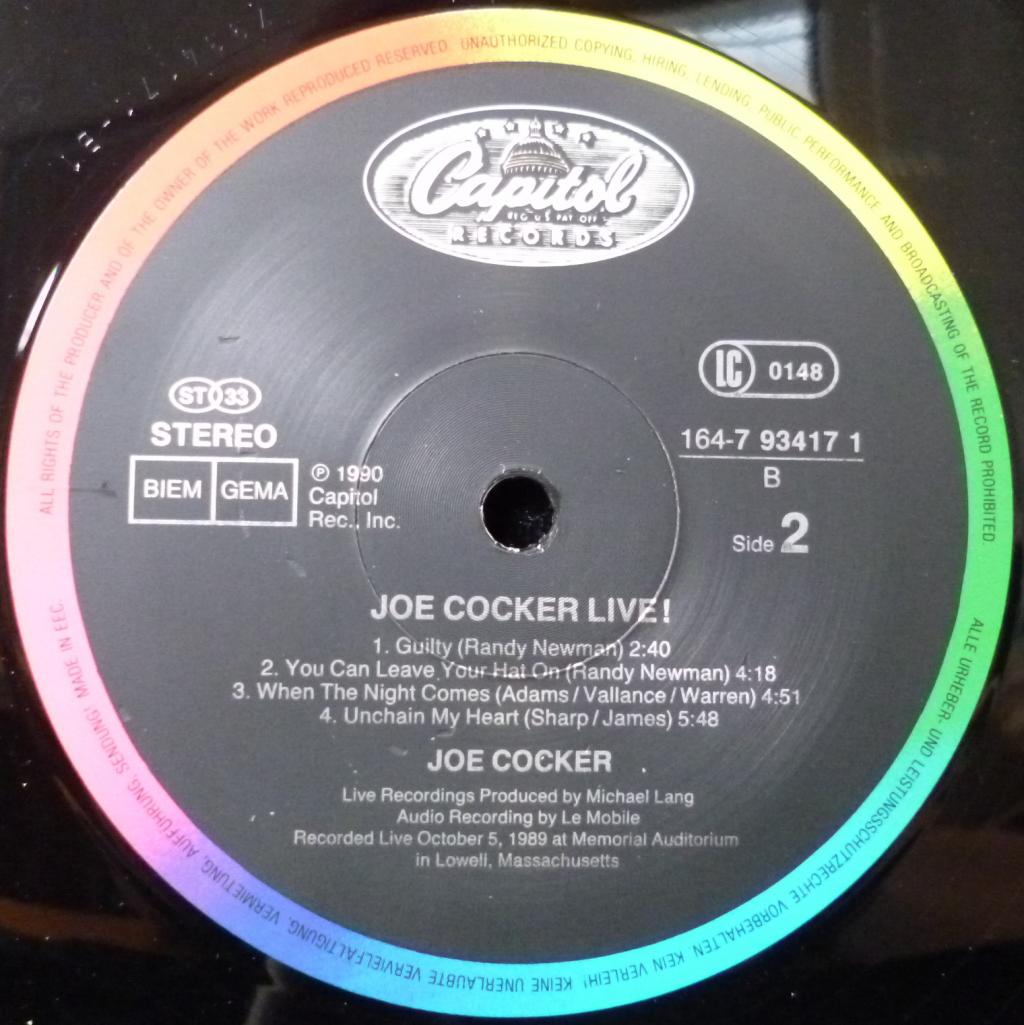 ALL RIGHTS OF THE PRODUCER AND OF THE OWNER OF THE WORK REPRODUCED RESERVED. UNAUTHORIZED COPYING, HIRING, LENDING, PUBLIC PERFORMANCE AND BROADCASTING OF THE RECORD PROHIBITED.
Capitol
REG U S PAT OFF
RECORDS
LC 0148
ST 33
STEREO
BIEM GEMA
℗ 1990
Capitol
Rec., Inc.
164-7 93417 1
B
Side 2
JOE COCKER LIVE!
1. Guilty (Randy Newman) 2:40
2. You Can Leave Your Hat On (Randy Newman) 4:18
3. When The Night Comes (Adams/Vallance/Warren) 4:51
4. Unchain My Heart (Sharp/James) 5:48
JOE COCKER
Live Recordings Produced by Michael Lang
Audio Recording by Le Mobile
Recorded Live October 5, 1989 at Memorial Auditorium
in Lowell, Massachusetts
ALLE URHEBER- UND LEISTUNGSSCHUTZRECHTE VORBEHALTEN. KEIN VERLEIH! KEINE UNERLAUBTE VERVIELFÄLTIGUNG, VERMIETUNG, AUFFÜHRUNG, SENDUNG! MADE IN EEC.